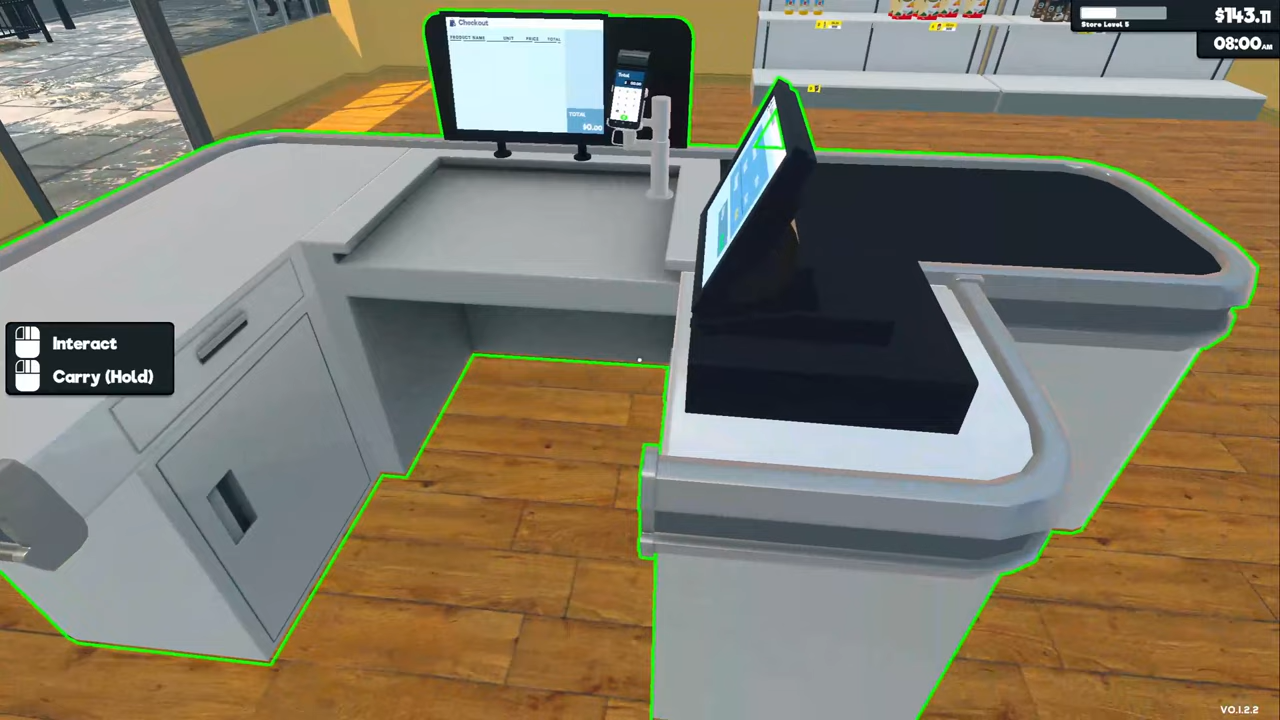 Checkout
PRODUCT NAME UNIT PRICE TOTAL
Total
TOTAL
$0.00
Store Level 5
$143.11
08:00AM
Interact
Carry (Hold)
V0.1.2.2